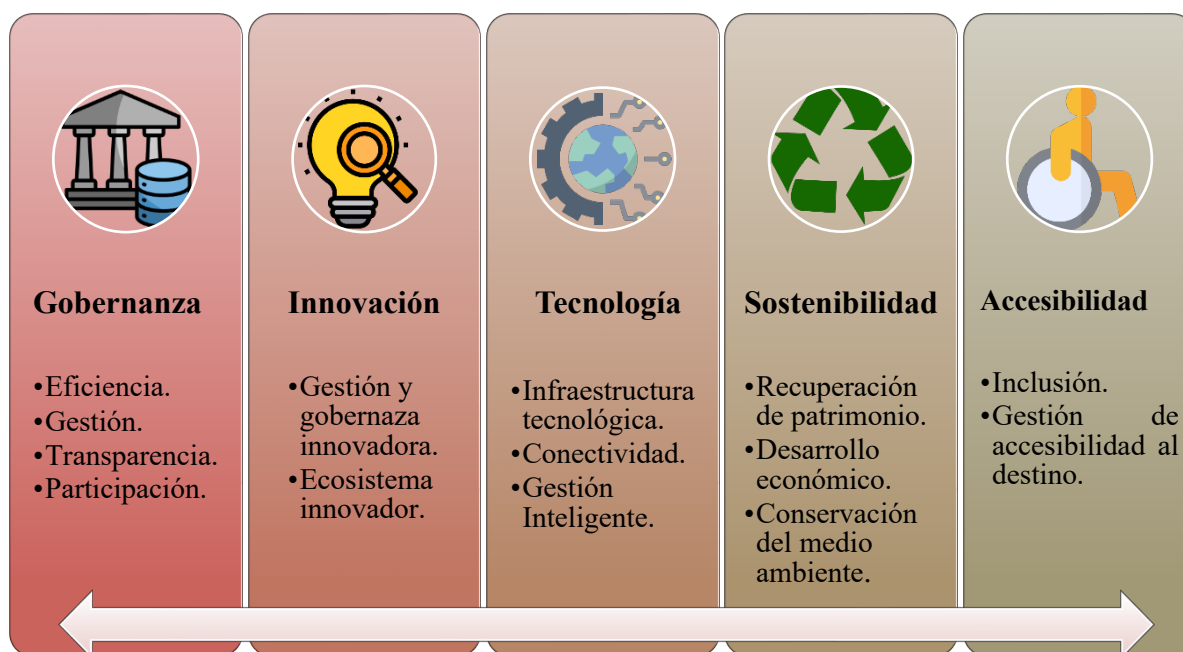 Gobernanza
•Eficiencia.
•Gestión.
•Transparencia.
•Participación.
Innovación
•Gestión y
gobernaza
innovadora.
•Ecosistema
innovador.
Tecnología
•Infraestructura
tecnológica.
•Conectividad.
•Gestión
Inteligente.
Sostenibilidad
•Recuperación
de patrimonio.
•Desarrollo
económico.
•Conservación
del medio
ambiente.
Accesibilidad
•Inclusión.
•Gestión de
accesibilidad al
destino.